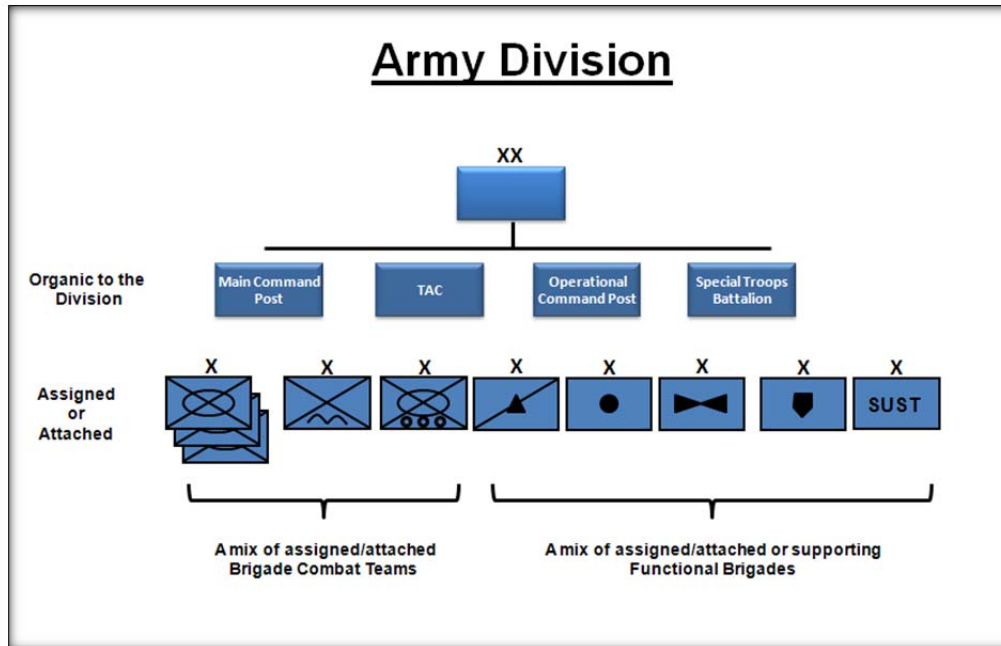 Army Division
XX
Organic to the
Division
Main Command
Post
TAC
Operational
Command Post
Special Troops
Battalion
Assigned
or
Attached
X
X
X
X
X
X
X
X
SUST
A mix of assigned/attached
Brigade Combat Teams
A mix of assigned/attached or supporting
Functional Brigades